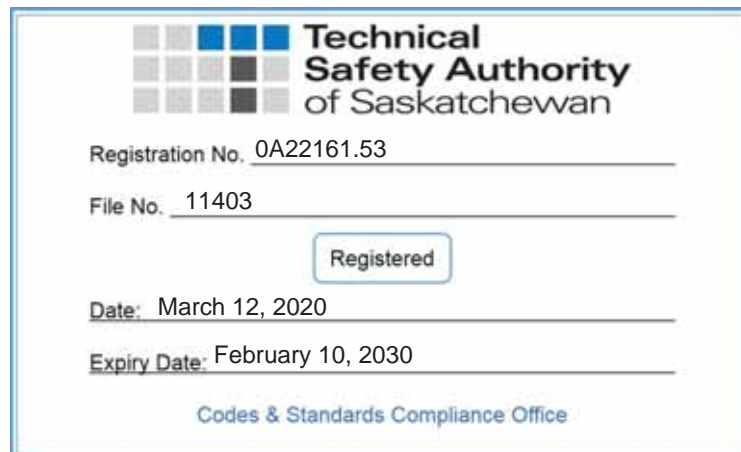 Technical
Safety Authority
of Saskatchewan
Registration No. 0A22161.53
File No. 11403
Registered
Date: March 12, 2020
Expiry Date: February 10, 2030
Codes & Standards Compliance Office